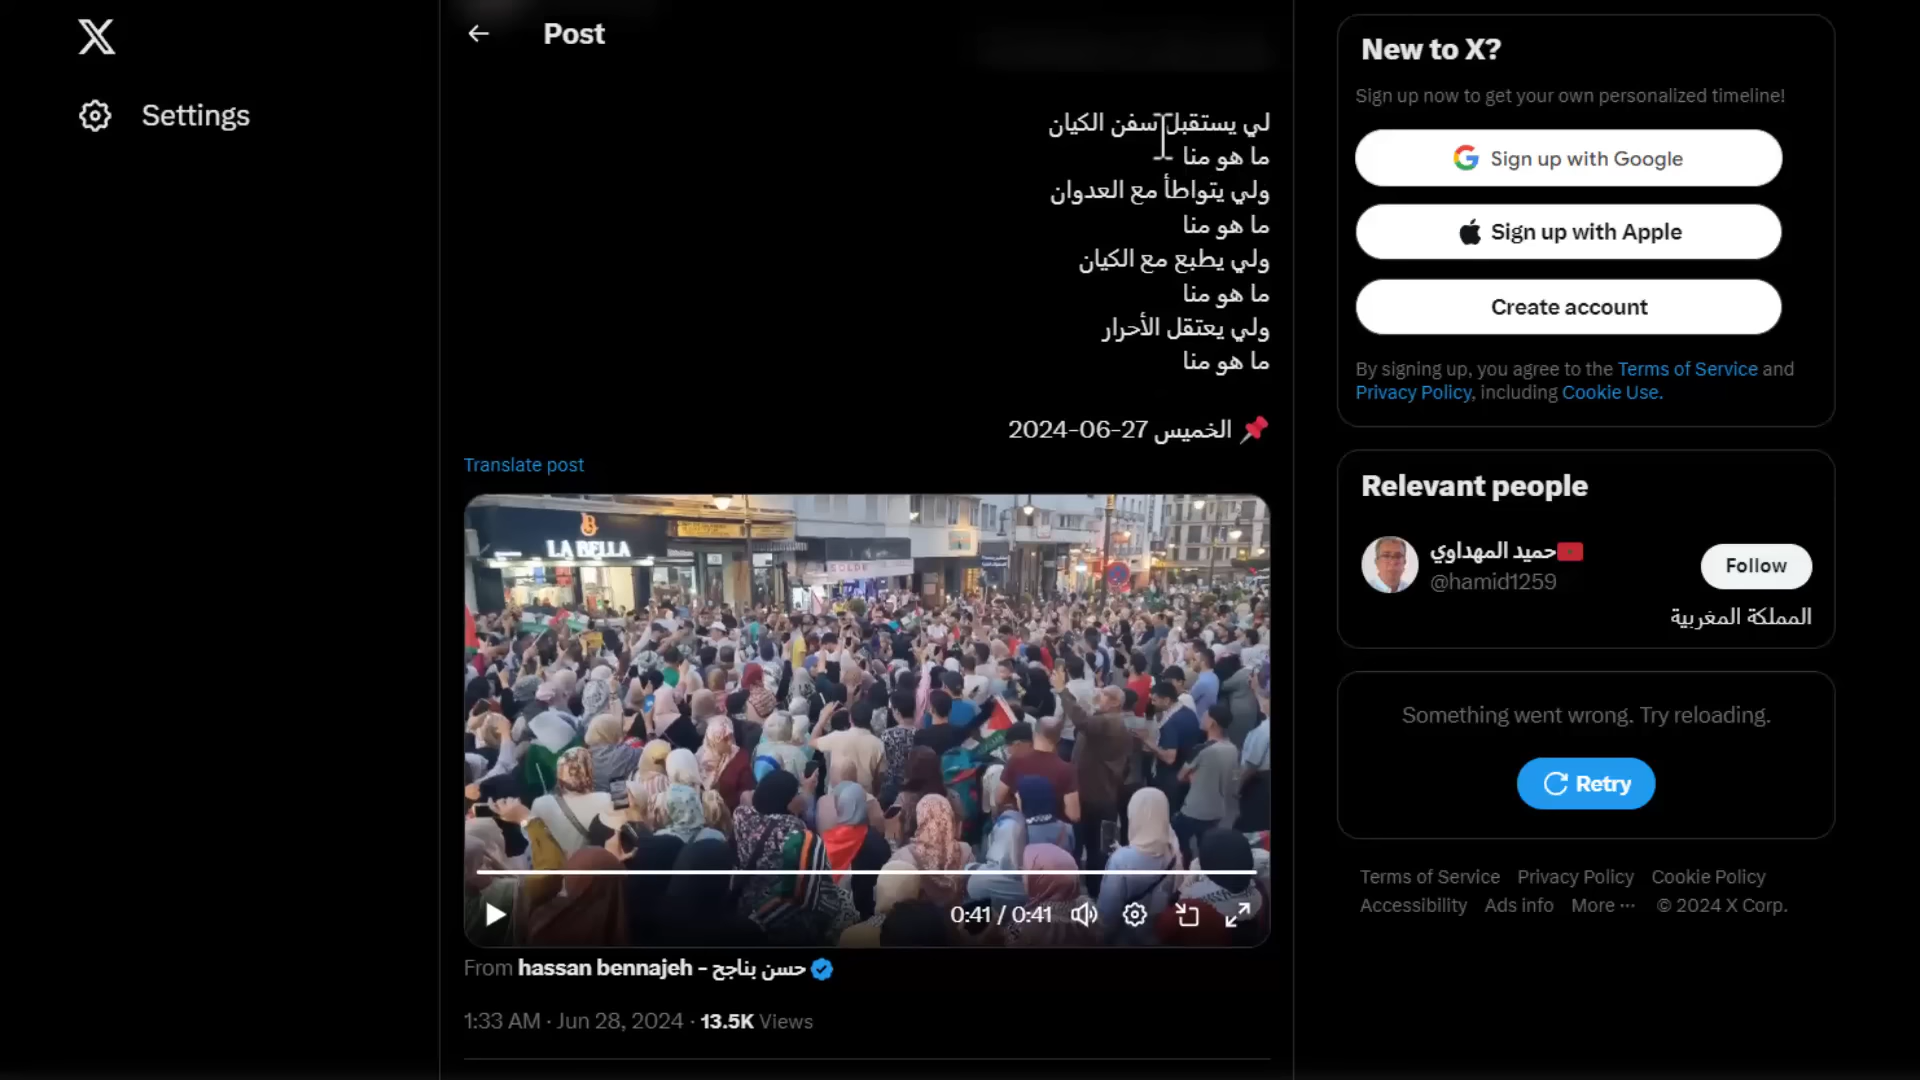 Settings
Post
لي يستقبل سفن الكيان
ما هو منا
ولي يتواطأ مع العدوان
ما هو منا
ولي يطبع مع الكيان
ما هو منا
ولي يعتقل الأحرار
ما هو منا
📌 الخميس 27-06-2024
Translate post
LA BELLA
SOLDE
0:41 / 0:41
From hassan bennajeh - حسن بناجح
1:33 AM · Jun 28, 2024 · 13.5K Views
New to X?
Sign up now to get your own personalized timeline!
Sign up with Google
Sign up with Apple
Create account
By signing up, you agree to the Terms of Service and
Privacy Policy, including Cookie Use.
Relevant people
حميد المهداوي🇲🇦
@hamid1259
Follow
المملكة المغربية
Something went wrong. Try reloading.
Retry
Terms of Service Privacy Policy Cookie Policy
Accessibility Ads info More ··· © 2024 X Corp.